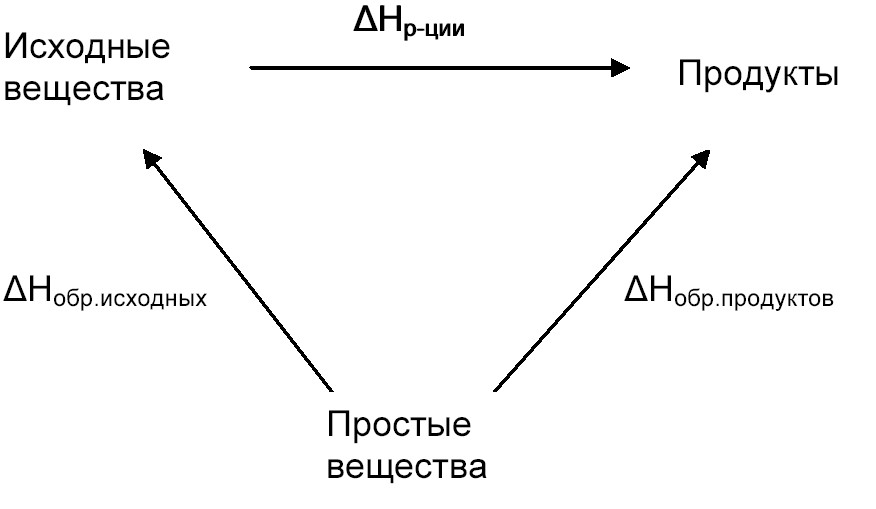 ΔHр-ции
Исходные
вещества
Продукты
ΔHобр.исходных
ΔHобр.продуктов
Простые
вещества